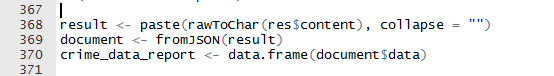 367
368 result <- paste(rawToChar(res$content), collapse = "")
369 document <- fromJSON(result)
370 crime_data_report <- data.frame(document$data)
371